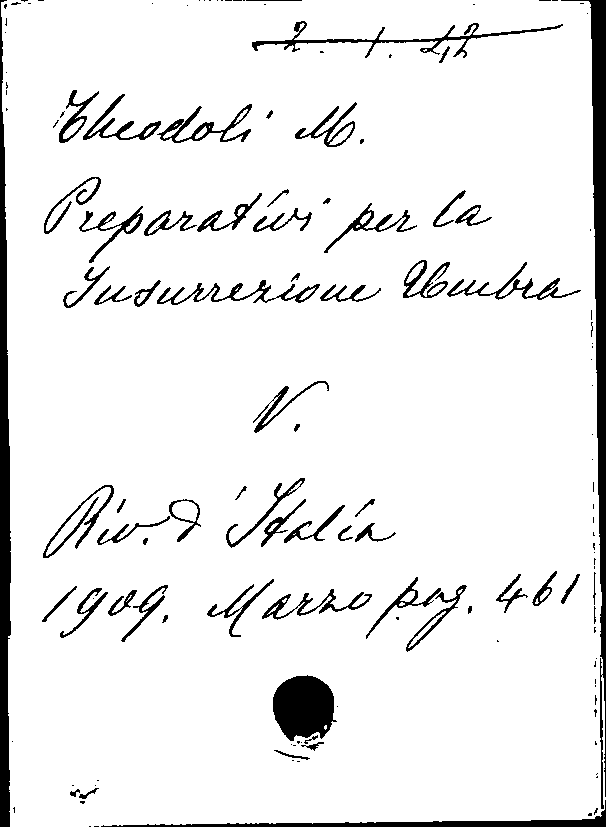 2. 1. 42
Theodoli M.
Preparativi per la
Insurrezione Umbra
V.
Riv. d'Italia
1909. Marzo pag. 461